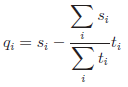 $q_i = s_i - \frac{\sum_i s_i}{\sum_i t_i} t_i$